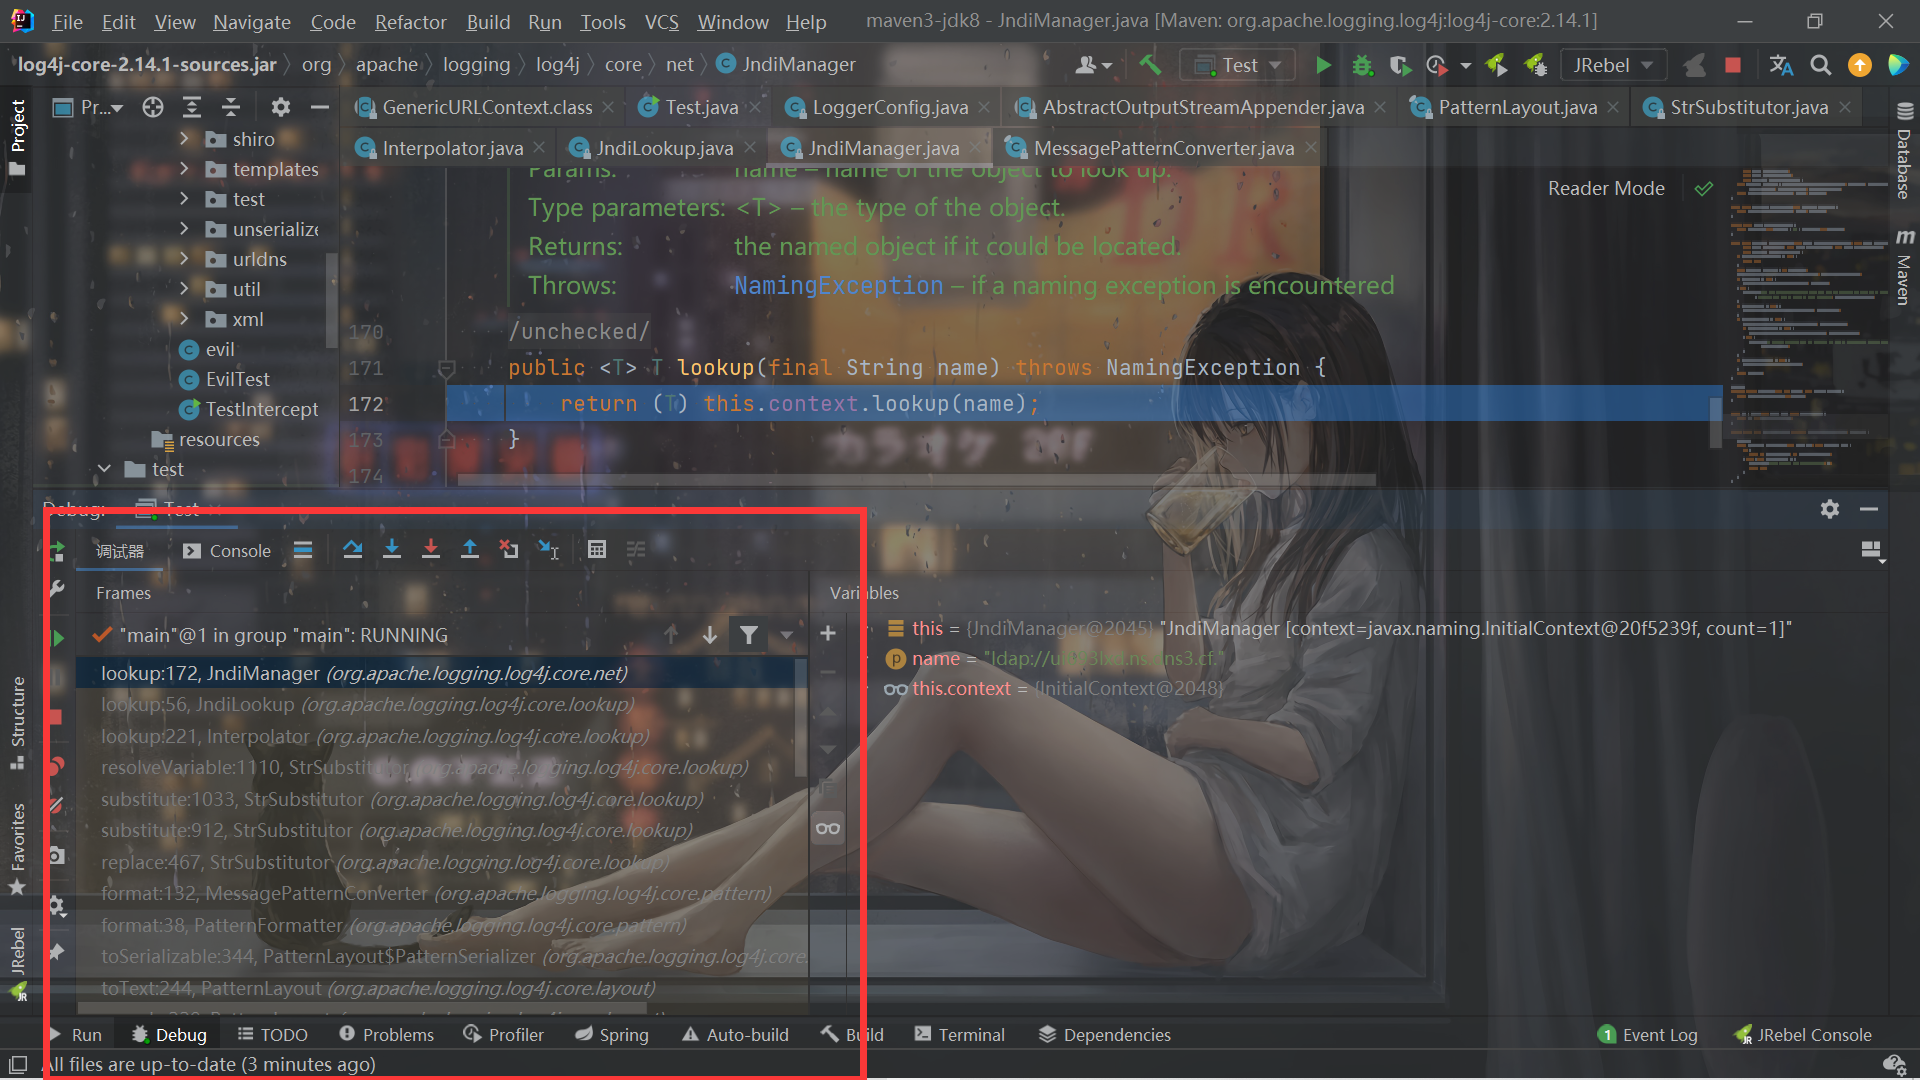 File Edit View Navigate Code Refactor Build Run Tools VCS Window Help maven3-jdk8 - JndiManager.java [Maven: org.apache.logging.log4j:log4j-core:2.14.1]
log4j-core-2.14.1-sources.jar org apache logging log4j core net JndiManager Test JRebel
Project
Pr...
GenericURLContext.class Test.java LoggerConfig.java AbstractOutputStreamAppender.java PatternLayout.java StrSubstitutor.java
Interpolator.java JndiLookup.java JndiManager.java MessagePatternConverter.java
shiro
templates
test
unserialize
urldns
util
xml
evil
EvilTest
TestIntercept
resources
test
Params: name – name of the object to look up.
Type parameters: <T> – the type of the object.
Returns: the named object if it could be located.
Throws: NamingException – if a naming exception is encountered
Reader Mode
170 /unchecked/
171 public <T> T lookup(final String name) throws NamingException {
172 return (T) this.context.lookup(name);
173 }
174
カラオケ
Database
Maven
Debug: Test
调试器 Console
Frames
Variables
"main"@1 in group "main": RUNNING
lookup:172, JndiManager (org.apache.logging.log4j.core.net)
lookup:56, JndiLookup (org.apache.logging.log4j.core.lookup)
lookup:221, Interpolator (org.apache.logging.log4j.core.lookup)
resolveVariable:1110, StrSubstitutor (org.apache.logging.log4j.core.lookup)
substitute:1033, StrSubstitutor (org.apache.logging.log4j.core.lookup)
substitute:912, StrSubstitutor (org.apache.logging.log4j.core.lookup)
replace:467, StrSubstitutor (org.apache.logging.log4j.core.lookup)
format:132, MessagePatternConverter (org.apache.logging.log4j.core.pattern)
format:38, PatternFormatter (org.apache.logging.log4j.core.pattern)
toSerializable:344, PatternLayout$PatternSerializer (org.apache.logging.log4j.core.
toText:244, PatternLayout (org.apache.logging.log4j.core.layout)
this = {JndiManager@2045} "JndiManager [context=javax.naming.InitialContext@20f5239f, count=1]"
name =
this.context = {InitialContext@2048}
Structure
Favorites
JRebel
Run Debug TODO Problems Profiler Spring Auto-build Build Terminal Dependencies 1 Event Log JRebel Console
All files are up-to-date (3 minutes ago)